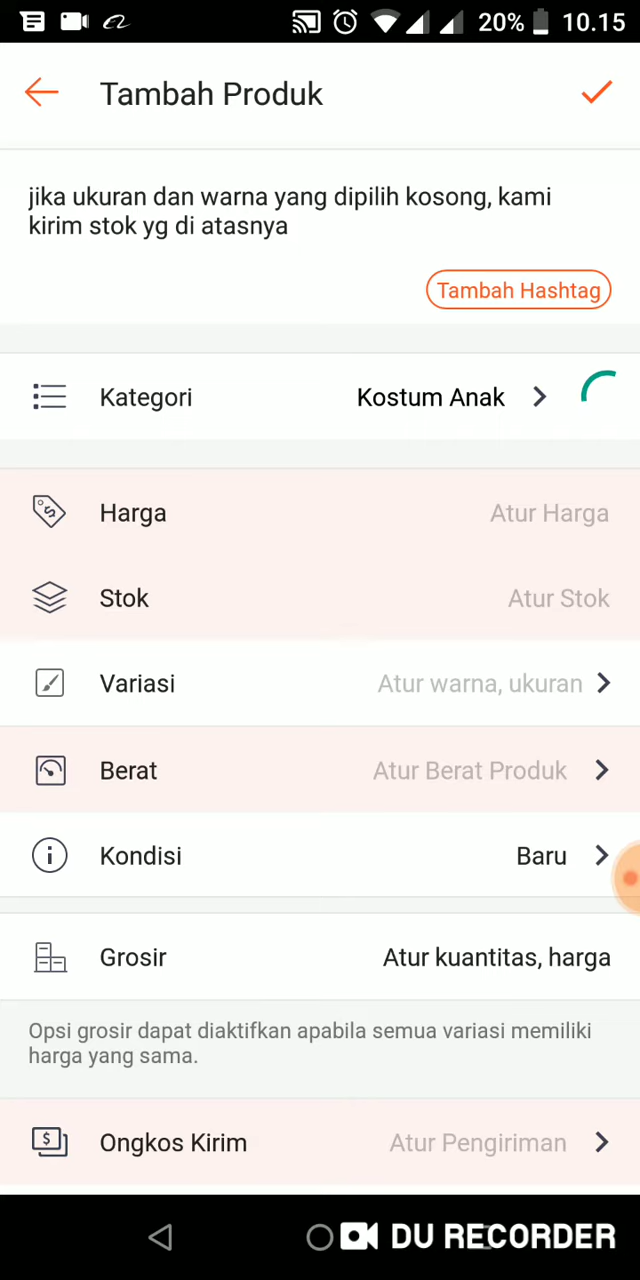 20% 10.15
Tambah Produk
jika ukuran dan warna yang dipilih kosong, kami
kirim stok yg di atasnya
Tambah Hashtag
Kategori Kostum Anak
Harga Atur Harga
Stok Atur Stok
Variasi Atur warna, ukuran
Berat Atur Berat Produk
Kondisi Baru
Grosir Atur kuantitas, harga
Opsi grosir dapat diaktifkan apabila semua variasi memiliki
harga yang sama.
Ongkos Kirim Atur Pengiriman
DU RECORDER